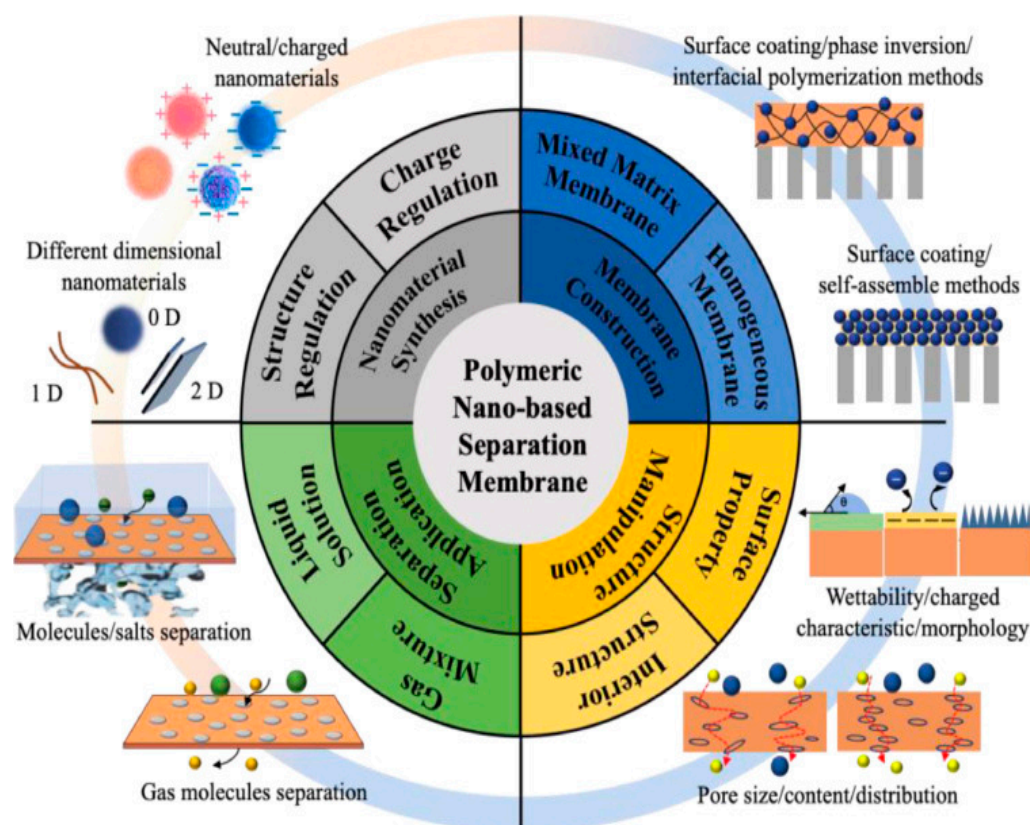 Neutral/charged
nanomaterials
Different dimensional
nanomaterials
0 D
1 D
2 D
Surface coating/phase inversion/
interfacial polymerization methods
Surface coating/
self-assemble methods
Charge
Regulation
Structure
Regulation
Nanomaterial
Synthesis
Mixed Matrix
Membrane
Homogeneous
Membrane
Membrane
Construction
Polymeric
Nano-based
Separation
Membrane
Liquid
Solution
Gas
Mixture
Separation
Application
Surface
Property
Interior
Structure
Structure
Manipulation
Molecules/salts separation
Gas molecules separation
θ
Wettability/charged
characteristic/morphology
Pore size/content/distribution